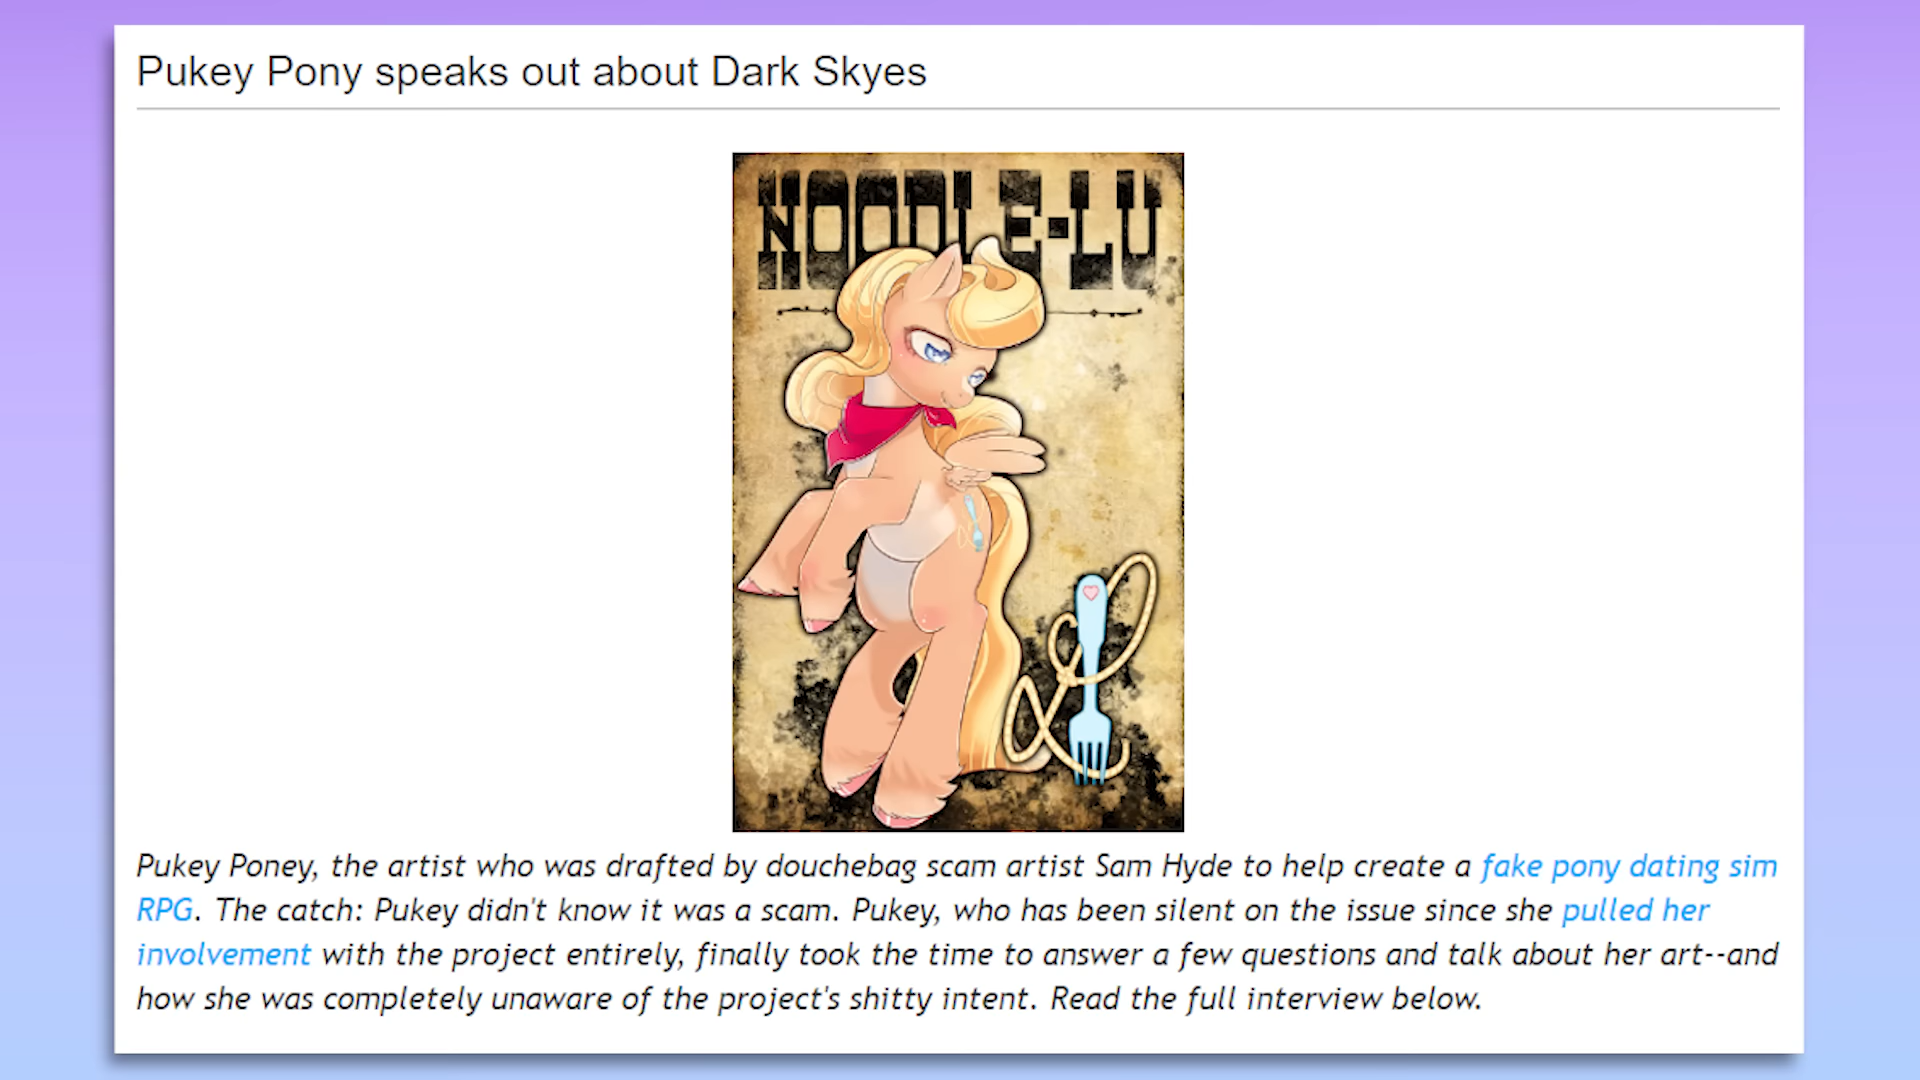 Pukey Pony speaks out about Dark Skyes
NOODLE-LU
Pukey Poney, the artist who was drafted by douchebag scam artist Sam Hyde to help create a fake pony dating sim
RPG. The catch: Pukey didn't know it was a scam. Pukey, who has been silent on the issue since she pulled her
involvement with the project entirely, finally took the time to answer a few questions and talk about her art--and
how she was completely unaware of the project's shitty intent. Read the full interview below.